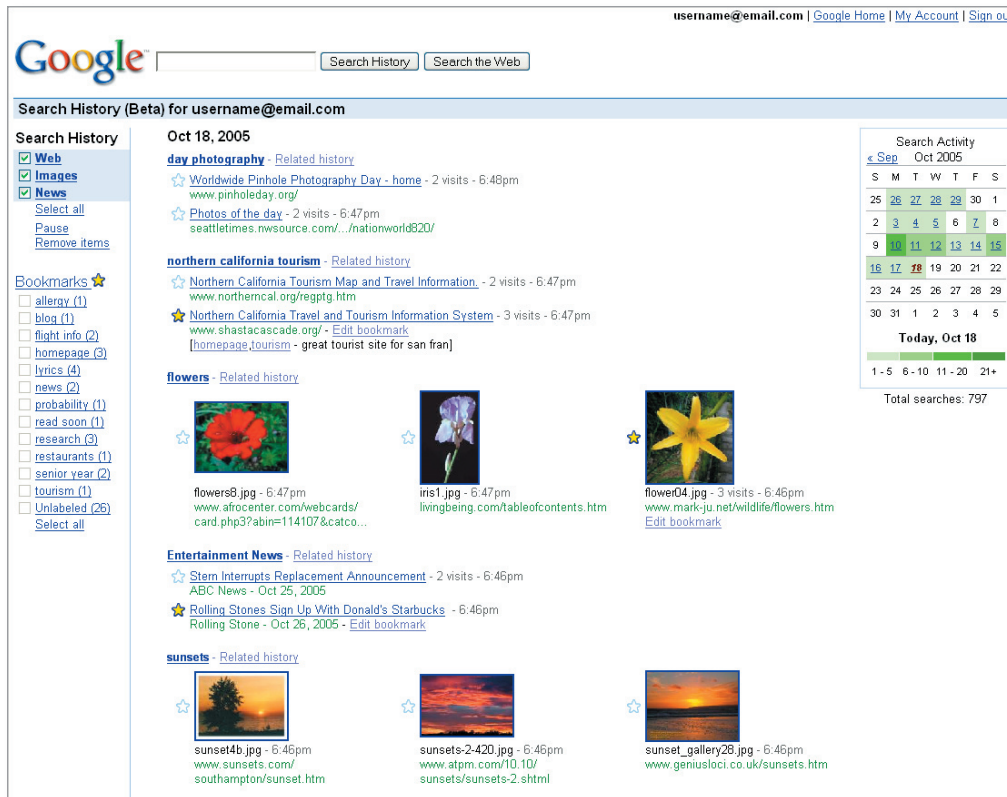 username@email.com | Google Home | My Account | Sign ou
Google™
Search History Search the Web
Search History (Beta) for username@email.com
Search History
Web
Images
News
Select all
Pause
Remove items
Bookmarks
allergy (1)
blog (1)
flight info (2)
homepage (3)
lyrics (4)
news (2)
probability (1)
read soon (1)
research (3)
restaurants (1)
senior year (2)
tourism (1)
Unlabeled (26)
Select all
Oct 18, 2005
day photography - Related history
Worldwide Pinhole Photography Day - home - 2 visits - 6:48pm
www.pinholeday.org/
Photos of the day - 2 visits - 6:47pm
seattletimes.nwsource.com/.../nationworld820/
northern california tourism - Related history
Northern California Tourism Map and Travel Information. - 2 visits - 6:47pm
www.northerncal.org/regptg.htm
Northern California Travel and Tourism Information System - 3 visits - 6:47pm
www.shastacascade.org/ - Edit bookmark
[homepage,tourism - great tourist site for san fran]
flowers - Related history
flowers8.jpg - 6:47pm
www.afrocenter.com/webcards/
card.php3?abin=114107&catco...
iris1.jpg - 6:47pm
livingbeing.com/tableofcontents.htm
flower04.jpg - 3 visits - 6:46pm
www.mark-ju.net/wildlife/flowers.htm
Edit bookmark
Entertainment News - Related history
Stern Interrupts Replacement Announcement - 2 visits - 6:46pm
ABC News - Oct 25, 2005
Rolling Stones Sign Up With Donald's Starbucks - 6:46pm
Rolling Stone - Oct 26, 2005 - Edit bookmark
sunsets - Related history
sunset4b.jpg - 6:46pm
www.sunsets.com/
southampton/sunset.htm
sunsets-2-420.jpg - 6:46pm
www.atpm.com/10.10/
sunsets/sunsets-2.shtml
sunset_gallery28.jpg - 6:46pm
www.geniusloci.co.uk/sunsets.htm
Search Activity
« Sep Oct 2005
S M T W T F S
25 26 27 28 29 30 1
2 3 4 5 6 7 8
9 10 11 12 13 14 15
16 17 18 19 20 21 22
23 24 25 26 27 28 29
30 31 1 2 3 4 5
Today, Oct 18
1 - 5 6 - 10 11 - 20 21+
Total searches: 797